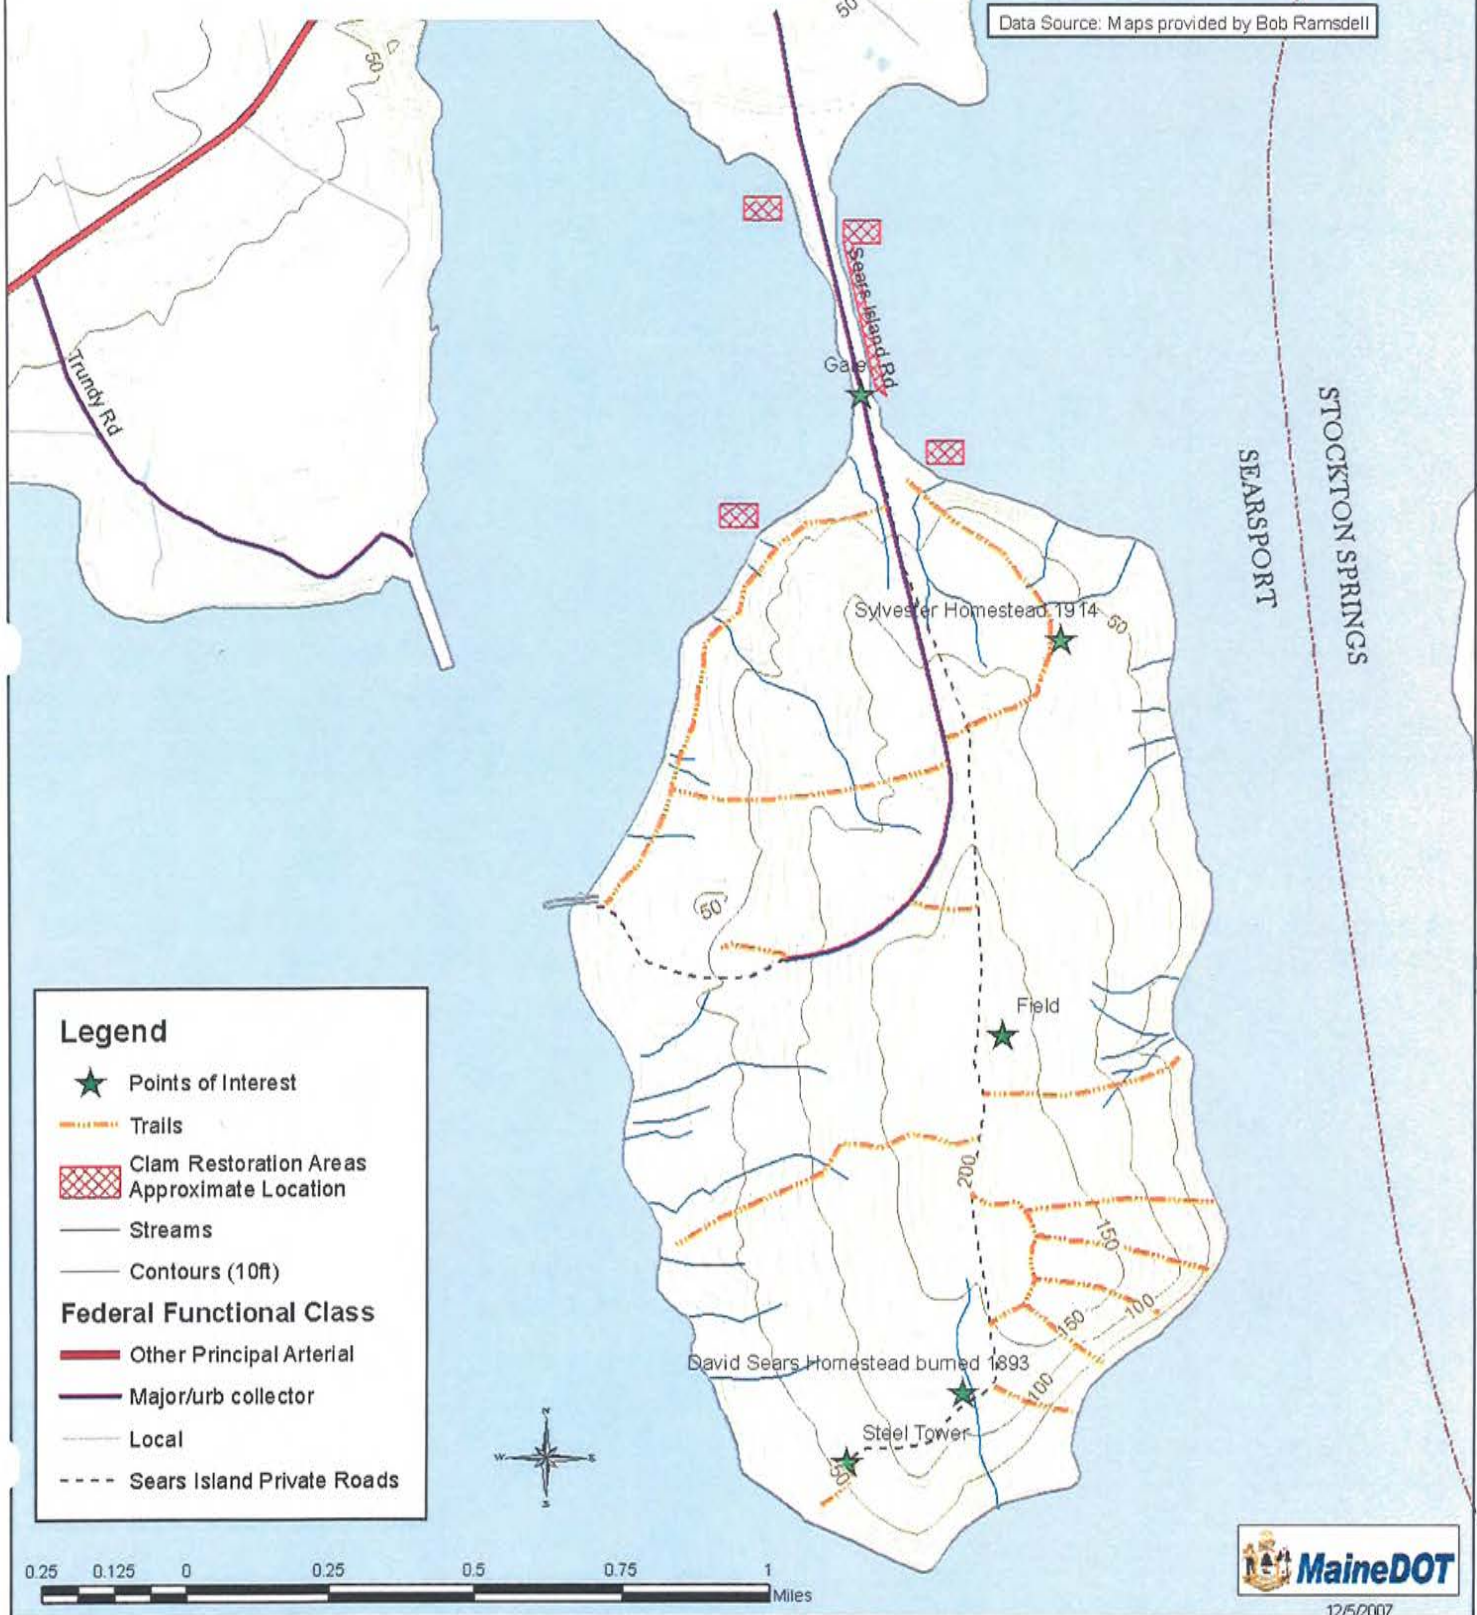 50
Data Source: Maps provided by Bob Ramsdell
50
Sears Island Rd
Gate
Trundy Rd
STOCKTON SPRINGS
SEARSPORT
Sylvester Homestead 1914
50
50
Field
200
150
150
100
David Sears Homestead burned 1893
100
Steel Tower
50
Legend
Points of Interest
Trails
Clam Restoration Areas
Approximate Location
Streams
Contours (10ft)
Federal Functional Class
Other Principal Arterial
Major/urb collector
Local
Sears Island Private Roads
N
W
E
S
0.25 0.125 0 0.25 0.5 0.75 1
Miles
MaineDOT
12/5/2007